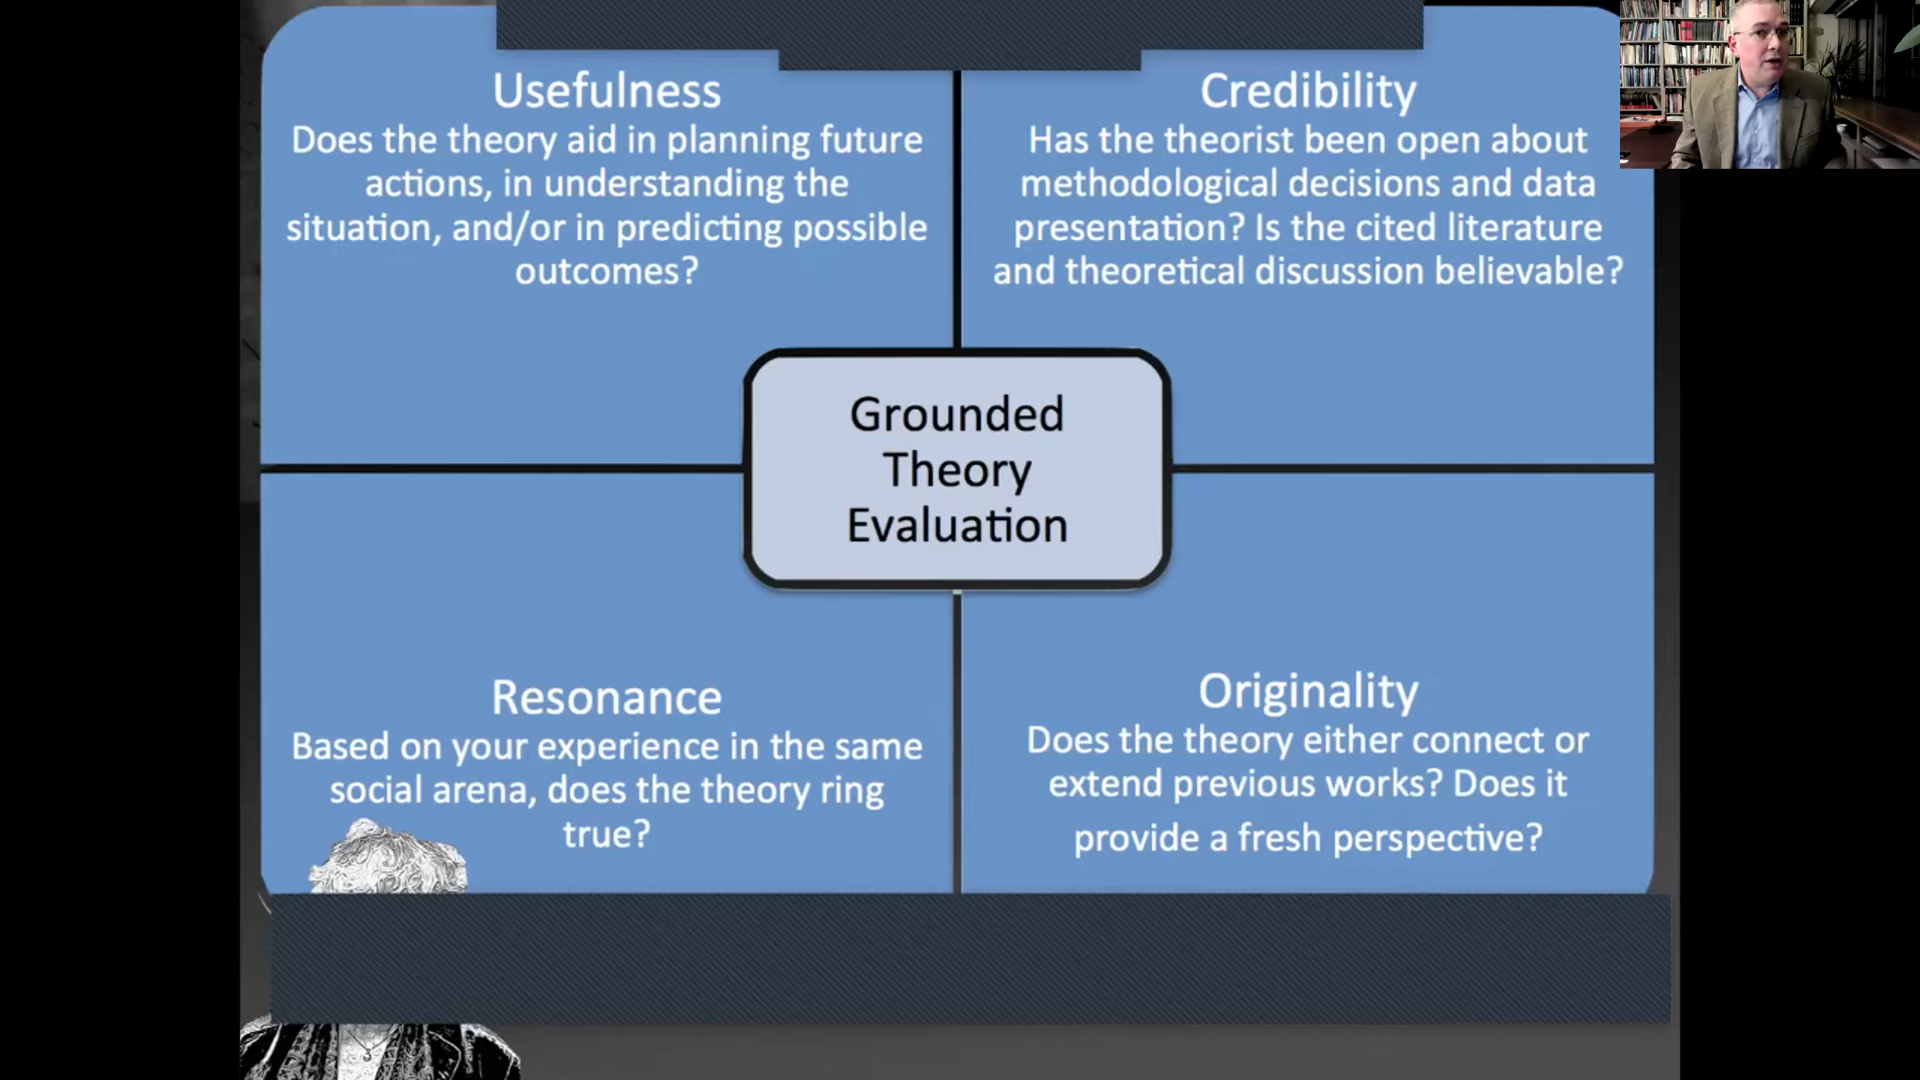 Usefulness
Does the theory aid in planning future
actions, in understanding the
situation, and/or in predicting possible
outcomes?
Credibility
Has the theorist been open about
methodological decisions and data
presentation? Is the cited literature
and theoretical discussion believable?
Grounded
Theory
Evaluation
Resonance
Based on your experience in the same
social arena, does the theory ring
true?
Originality
Does the theory either connect or
extend previous works? Does it
provide a fresh perspective?